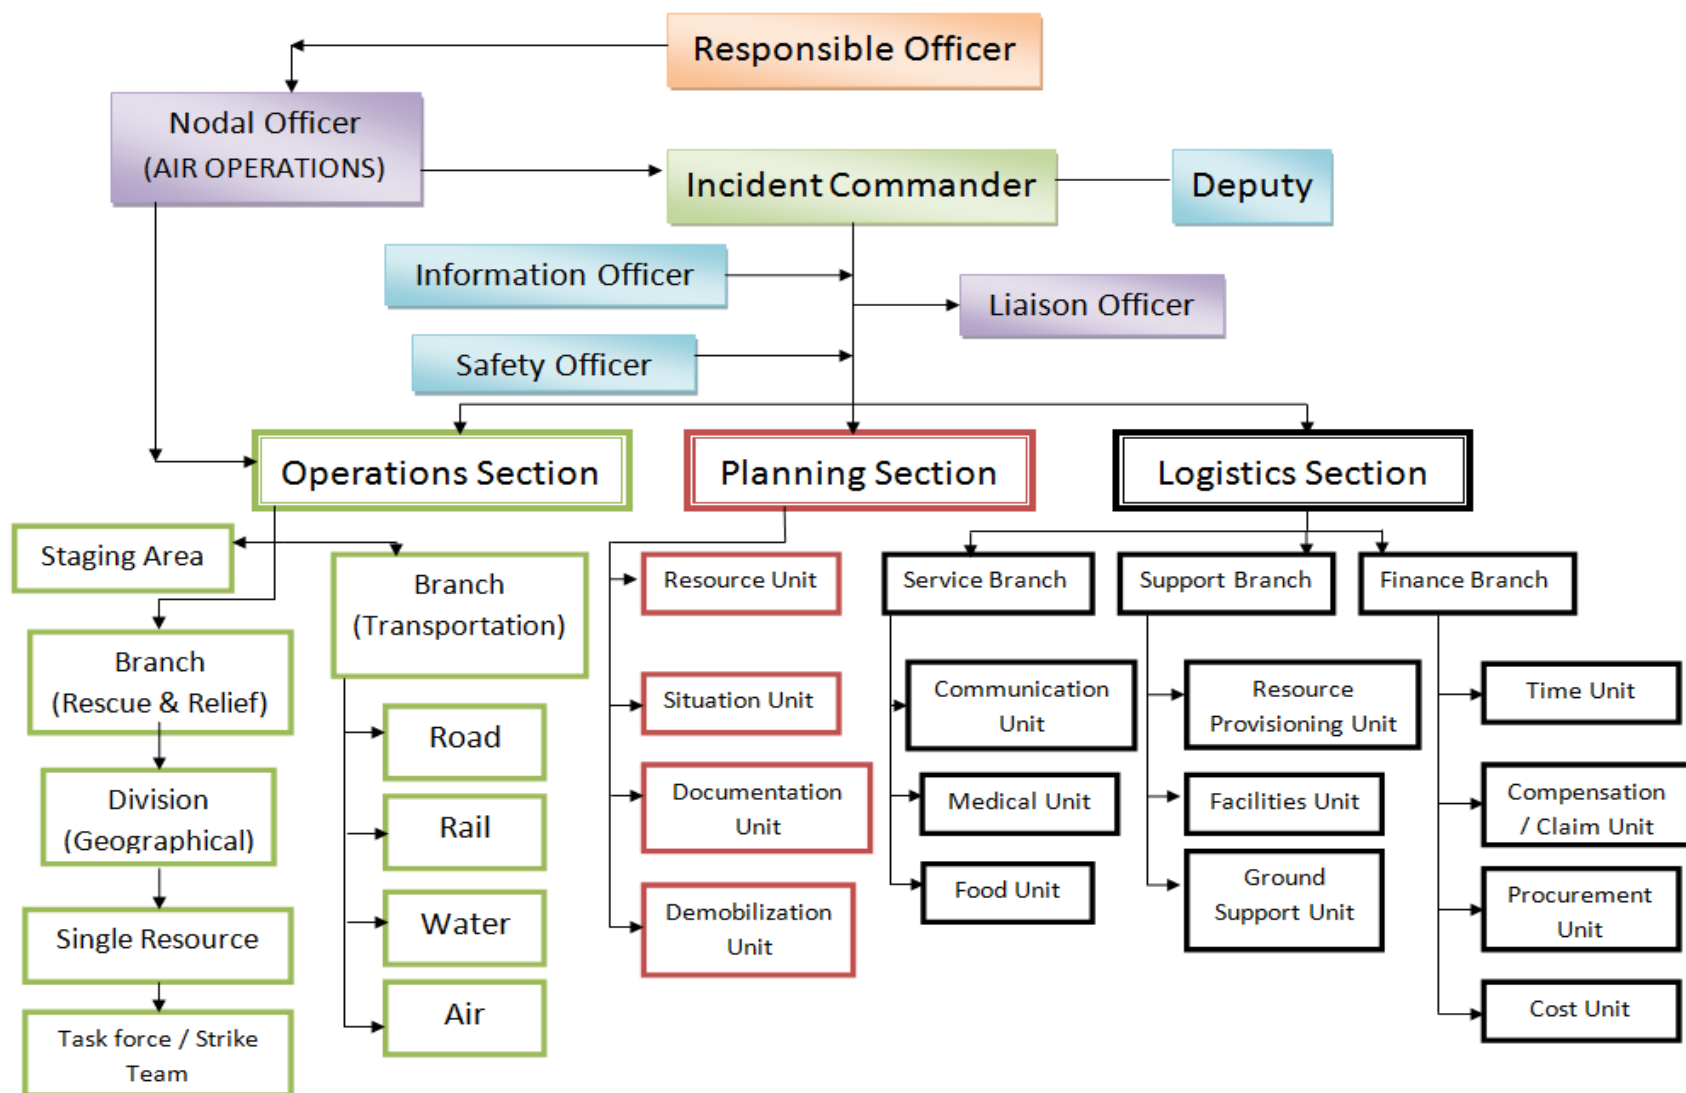 Responsible Officer
Nodal Officer
(AIR OPERATIONS)
Incident Commander
Deputy
Information Officer
Liaison Officer
Safety Officer
Operations Section
Planning Section
Logistics Section
Staging Area
Branch
(Transportation)
Branch
(Rescue & Relief)
Division
(Geographical)
Single Resource
Task force / Strike
Team
Road
Rail
Water
Air
Resource Unit
Situation Unit
Documentation
Unit
Demobilization
Unit
Service Branch
Communication
Unit
Medical Unit
Food Unit
Support Branch
Resource
Provisioning Unit
Facilities Unit
Ground
Support Unit
Finance Branch
Time Unit
Compensation
/ Claim Unit
Procurement
Unit
Cost Unit